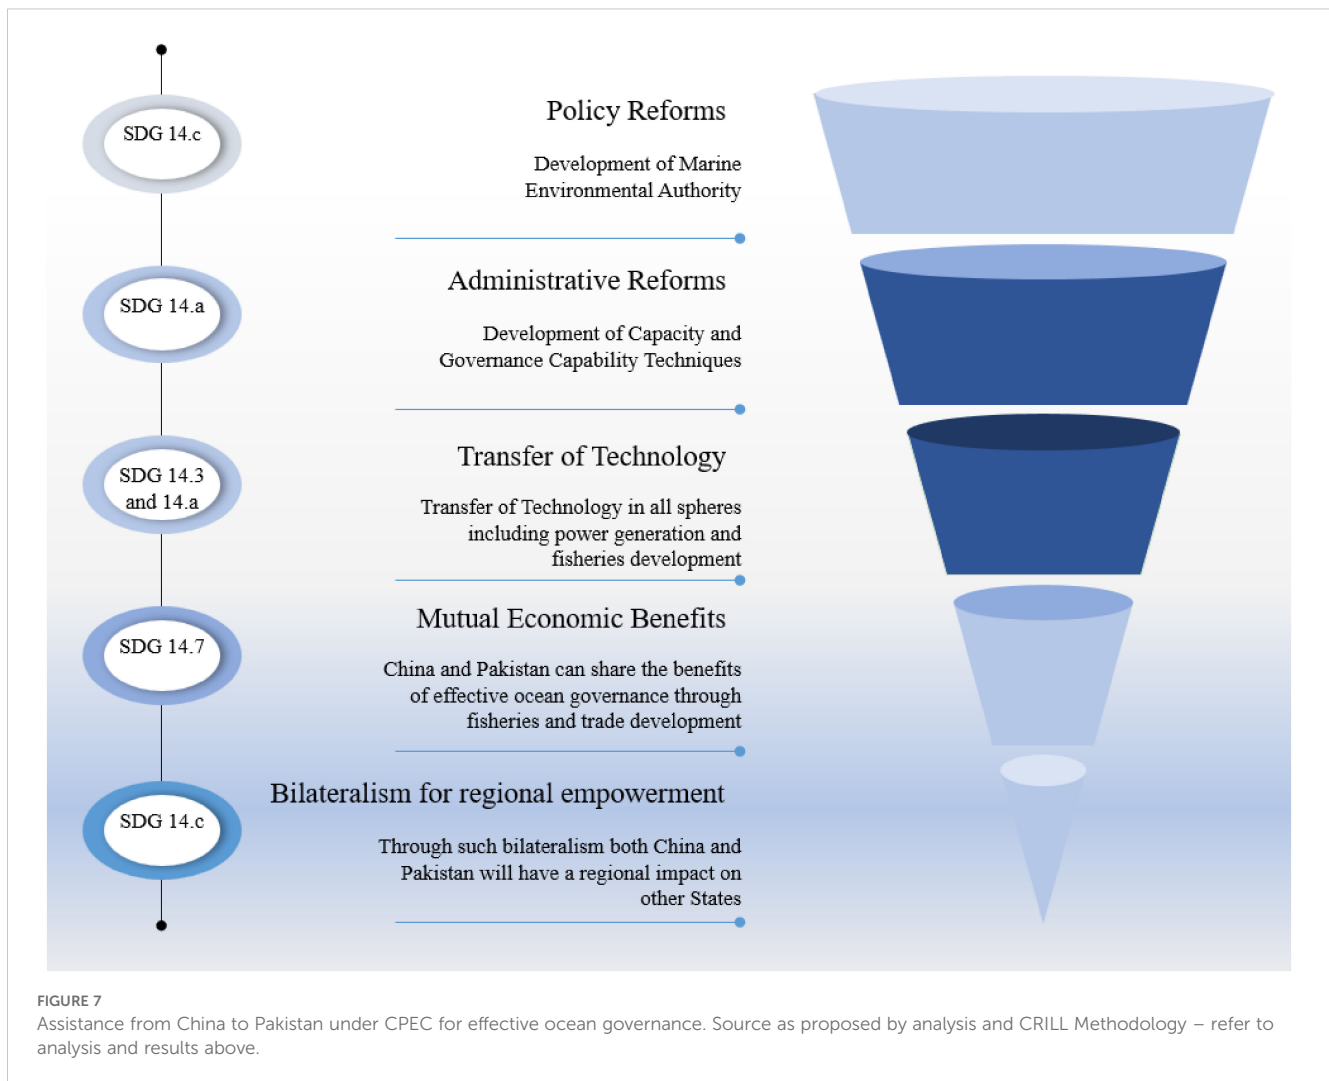 SDG 14.c
Policy Reforms
Development of Marine
Environmental Authority
SDG 14.a
Administrative Reforms
Development of Capacity and
Governance Capability Techniques
SDG 14.3
and 14.a
Transfer of Technology
Transfer of Technology in all spheres
including power generation and
fisheries development
SDG 14.7
Mutual Economic Benefits
China and Pakistan can share the benefits
of effective ocean governance through
fisheries and trade development
SDG 14.c
Bilateralism for regional empowerment
Through such bilateralism both China and
Pakistan will have a regional impact on
other States
FIGURE 7
Assistance from China to Pakistan under CPEC for effective ocean governance. Source as proposed by analysis and CRILL Methodology – refer to
analysis and results above.